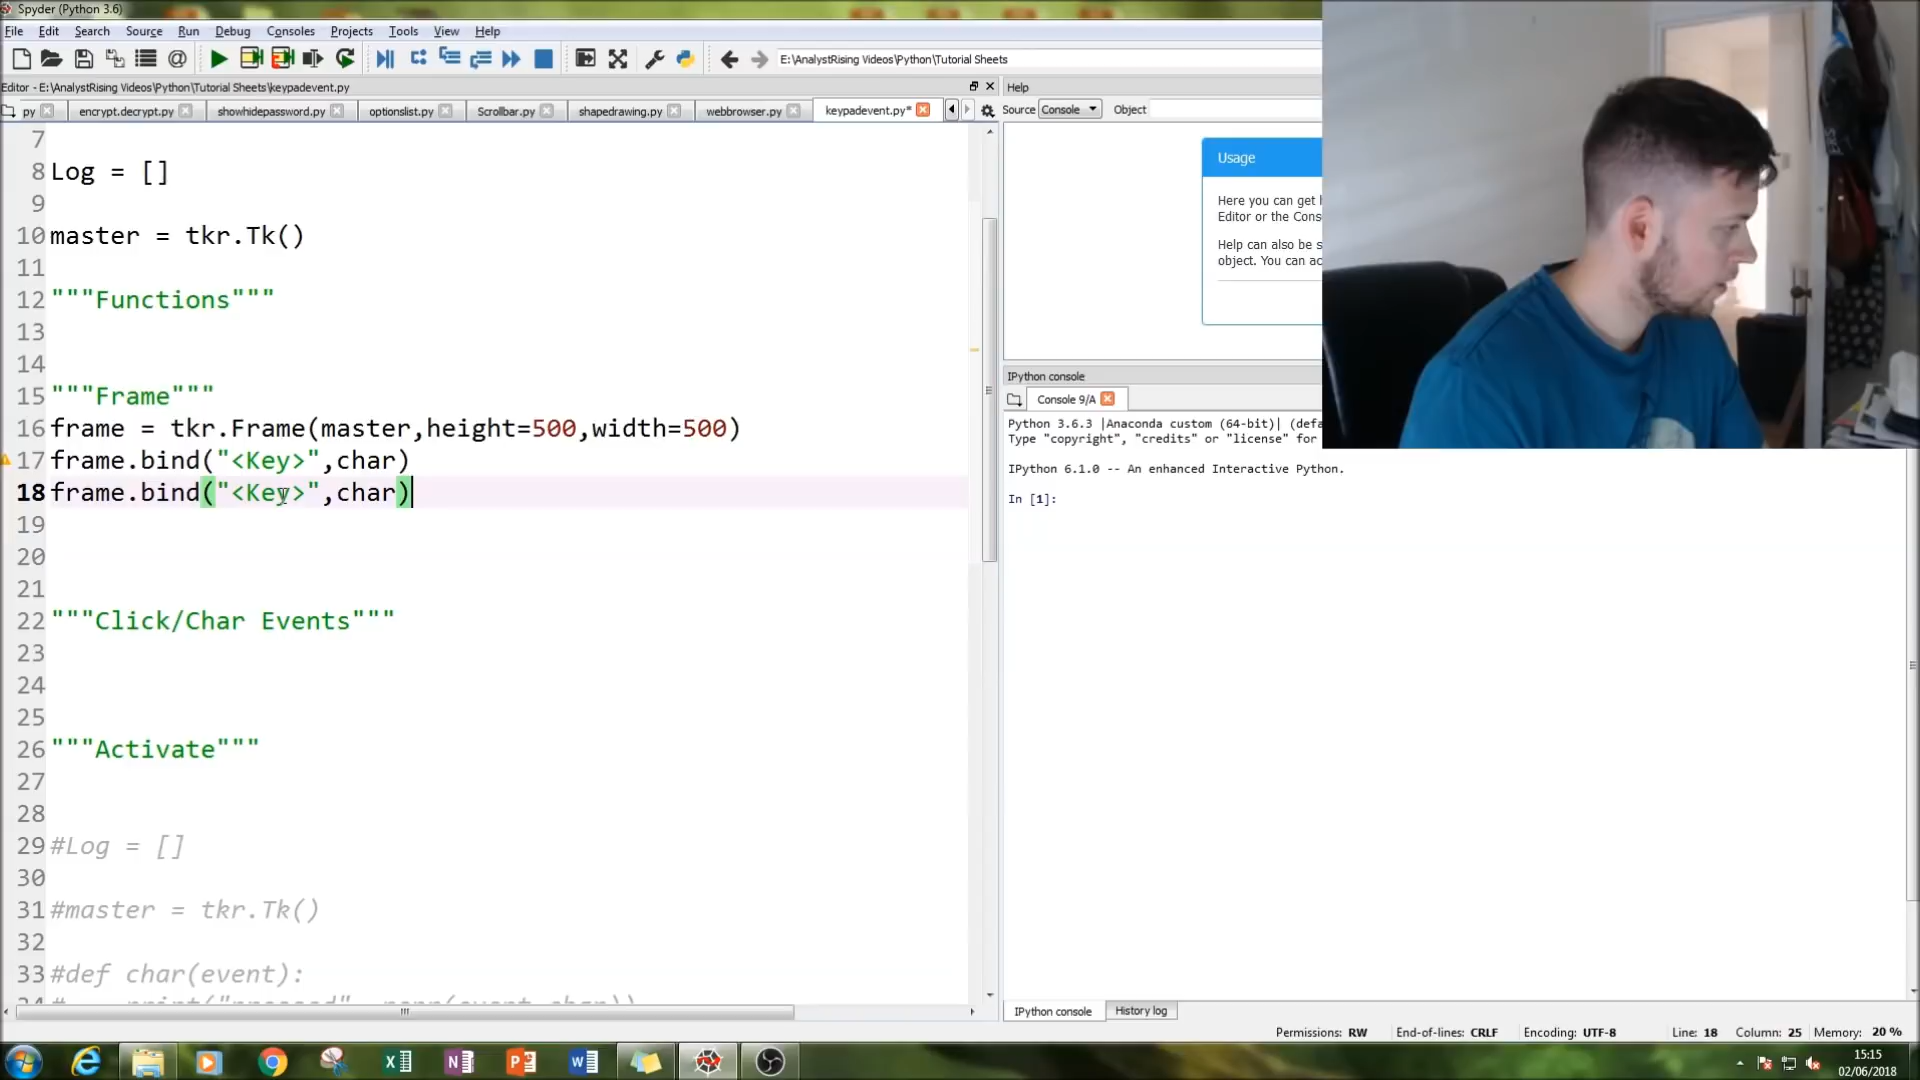 Spyder (Python 3.6)
File Edit Search Source Run Debug Consoles Projects Tools View Help
E:\AnalystRising Videos\Python\Tutorial Sheets
Editor - E:\AnalystRising Videos\Python\Tutorial Sheets\keypadevent.py
Help
py encrypt.decrypt.py showhidepassword.py optionslist.py Scrollbar.py shapedrawing.py webbrowser.py keypadevent.py*
Source Console Object
Usage
Here you can get
Editor or the Cons
Help can also be s
object. You can ac
7
8 Log = []
9
10 master = tkr.Tk()
11
12 """Functions"""
13
14
15 """Frame"""
16 frame = tkr.Frame(master,height=500,width=500)
17 frame.bind("<Key>",char)
18 frame.bind("<Key>",char)
19
20
21
22 """Click/Char Events"""
23
24
25
26 """Activate"""
27
28
29 #Log = []
30
31 #master = tkr.Tk()
32
33 #def char(event):
IPython console
Console 9/A
Python 3.6.3 |Anaconda custom (64-bit)| (defa
Type "copyright", "credits" or "license" for
IPython 6.1.0 -- An enhanced Interactive Python.
In [1]:
IPython console History log
Permissions: RW End-of-lines: CRLF Encoding: UTF-8 Line: 18 Column: 25 Memory: 20 %
15:15
02/06/2018